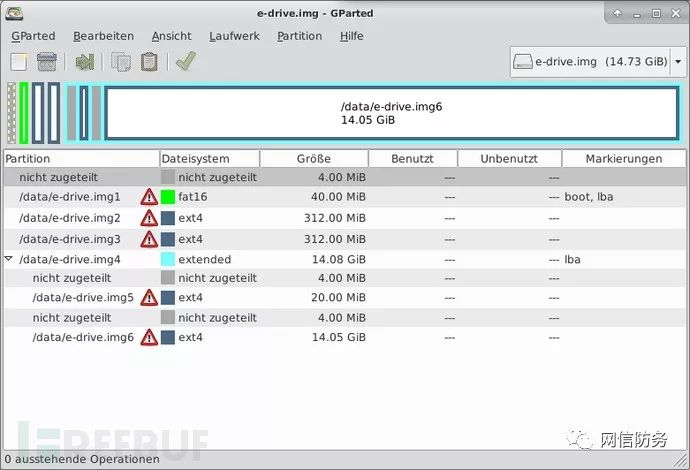 e-drive.img - GParted
GParted Bearbeiten Ansicht Laufwerk Partition Hilfe
e-drive.img (14.73 GiB)
/data/e-drive.img6
14.05 GiB
Partition Dateisystem Größe Benutzt Unbenutzt Markierungen
nicht zugeteilt nicht zugeteilt 4.00 MiB --- ---
/data/e-drive.img1 fat16 40.00 MiB --- --- boot, lba
/data/e-drive.img2 ext4 312.00 MiB --- ---
/data/e-drive.img3 ext4 312.00 MiB --- ---
/data/e-drive.img4 extended 14.08 GiB --- --- lba
nicht zugeteilt nicht zugeteilt 4.00 MiB --- ---
/data/e-drive.img5 ext4 20.00 MiB --- ---
nicht zugeteilt nicht zugeteilt 4.00 MiB --- ---
/data/e-drive.img6 ext4 14.05 GiB --- ---
REEBUF
网信防务
0 ausstehende Operationen